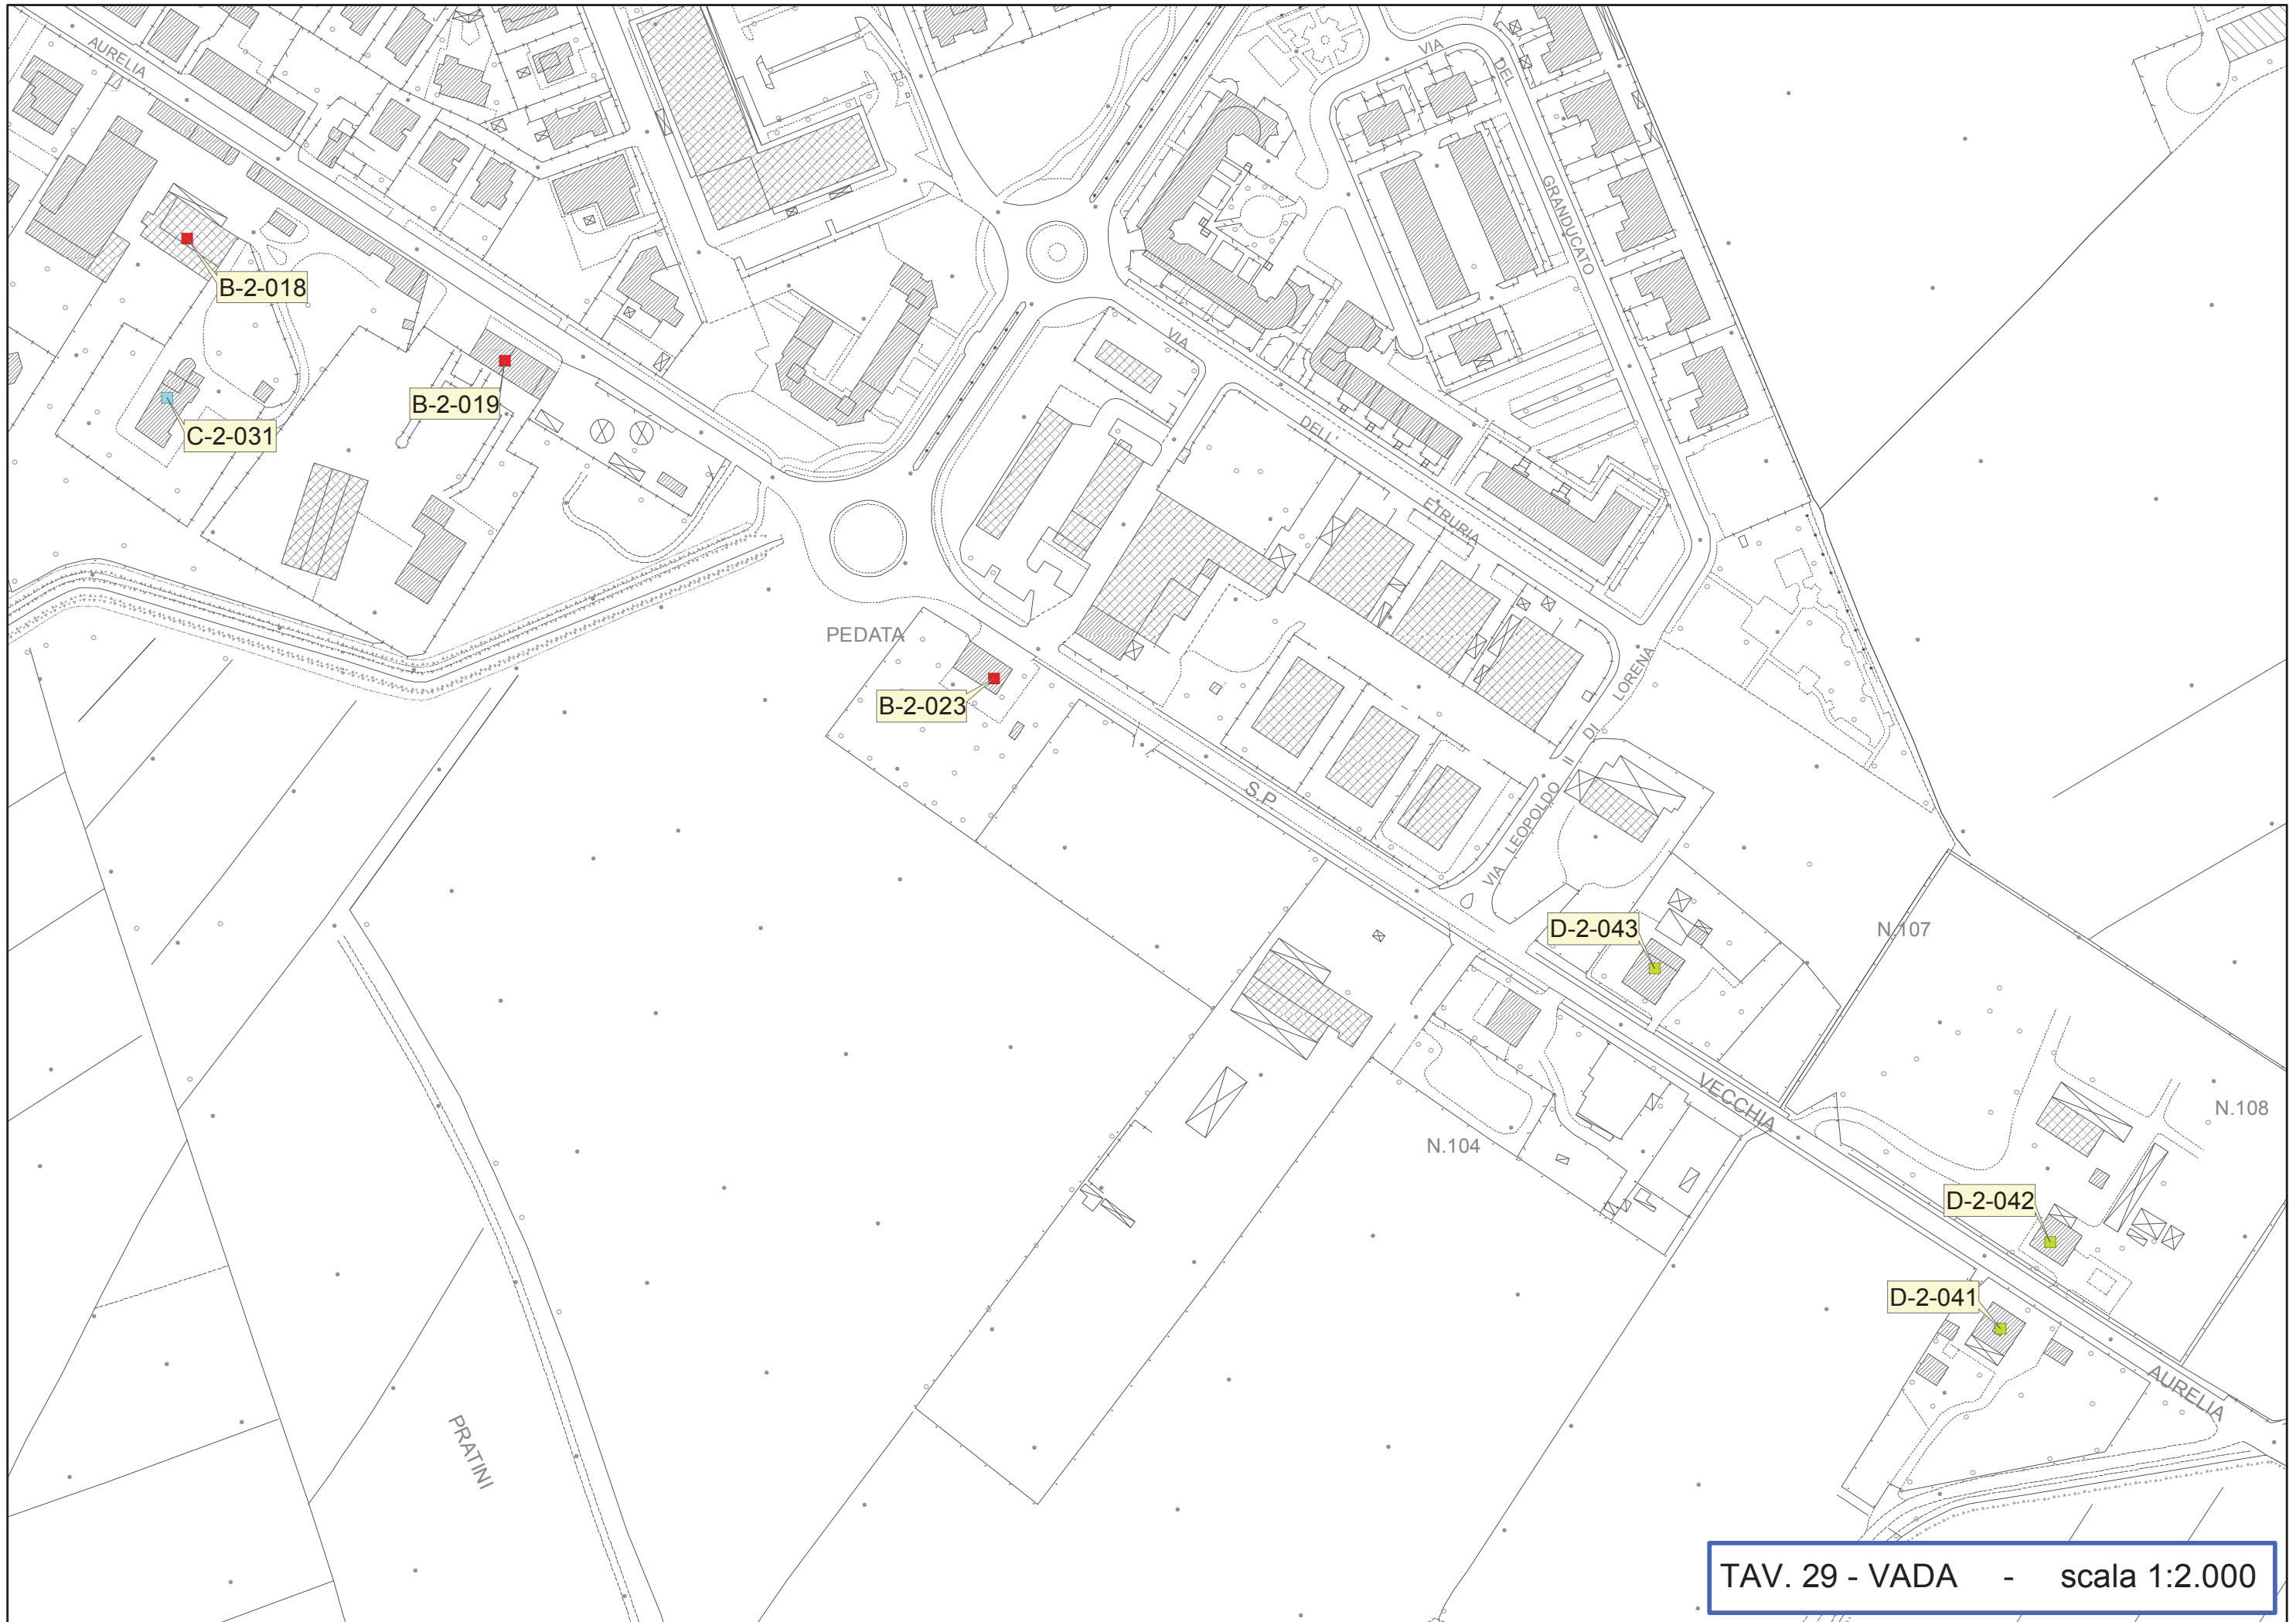 AURELIA
VIA
DEL
GRANDUCATO
B-2-018
VIA
B-2-019
C-2-031
DELL'
ETRURIA
PEDATA
LORENA
B-2-023
DI
II
S.P.
LEOPOLDO
VIA
D-2-043
N.107
VECCHIA
N.108
N.104
D-2-042
D-2-041
AURELIA
PRATINI
TAV. 29 - VADA - scala 1:2.000